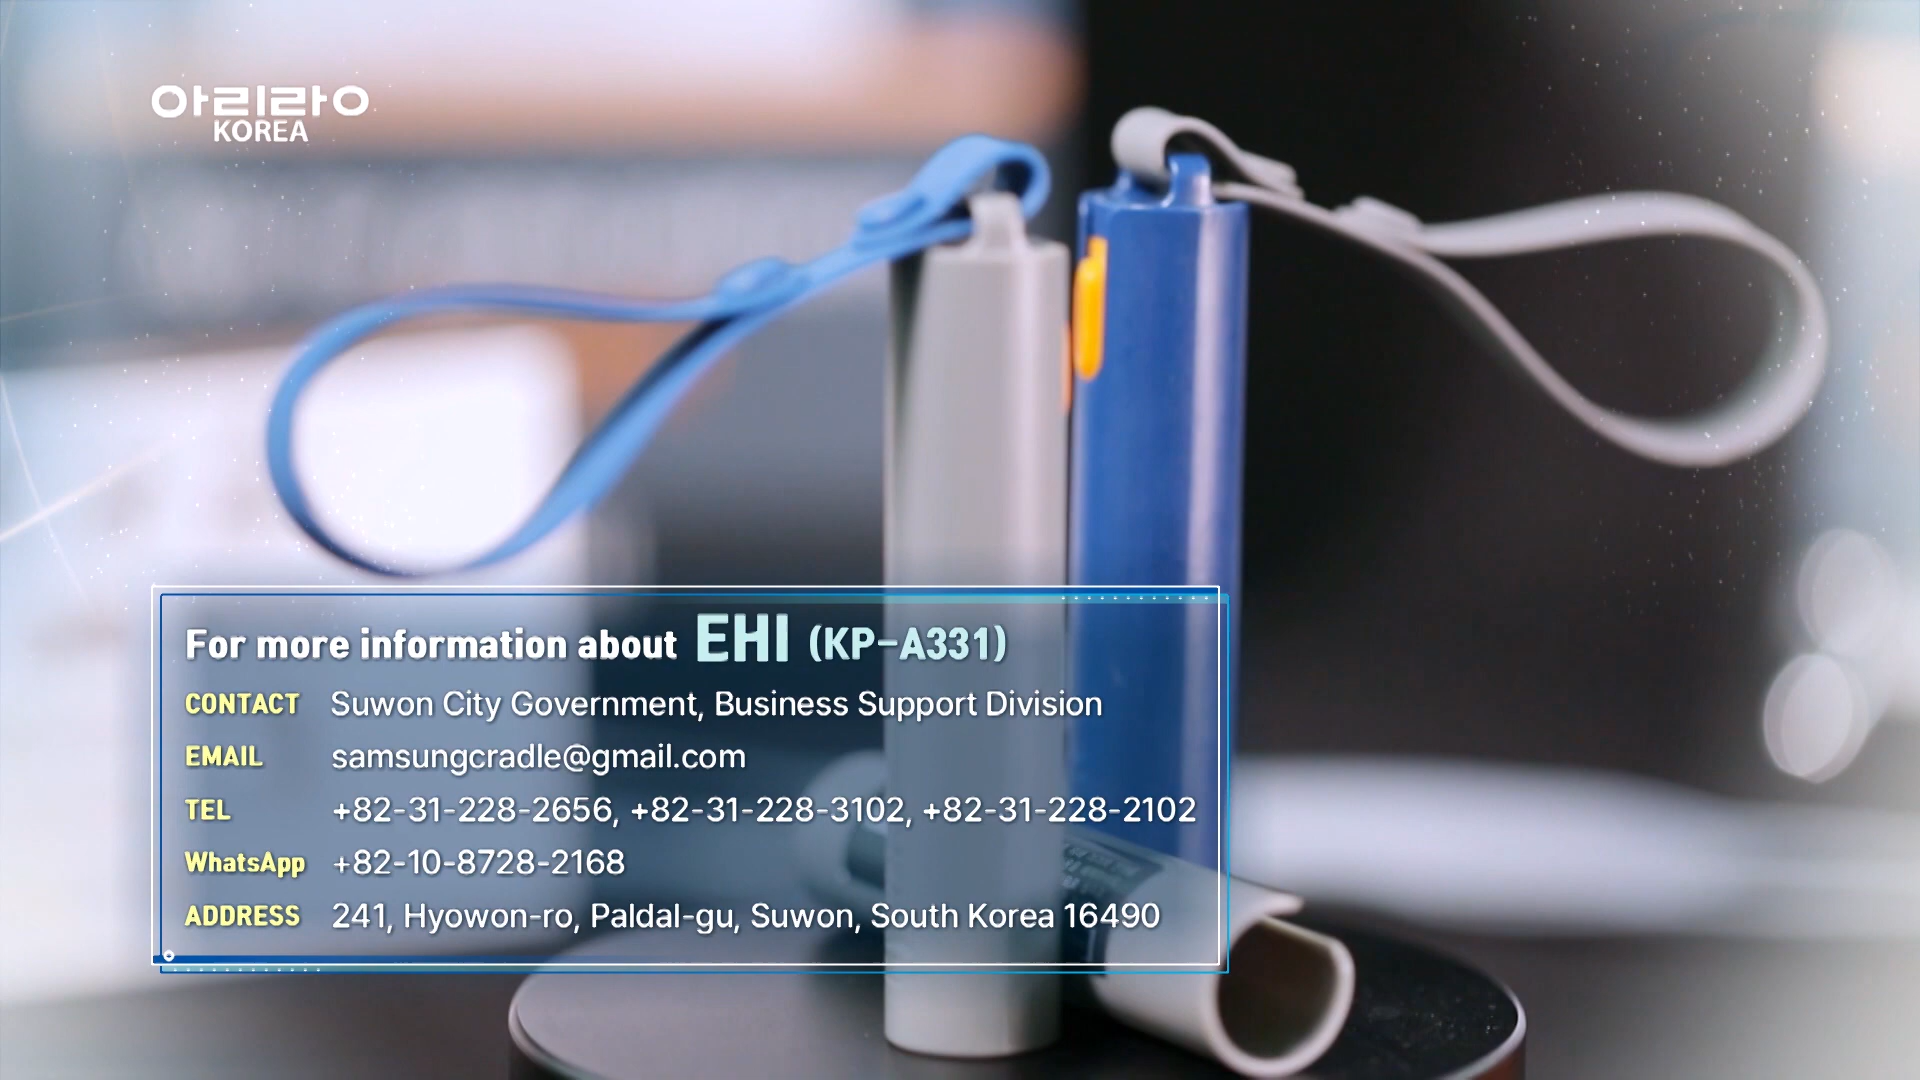 아리랑
KOREA
For more information about EHI (KP-A331)
CONTACT Suwon City Government, Business Support Division
EMAIL samsungcradle@gmail.com
TEL +82-31-228-2656, +82-31-228-3102, +82-31-228-2102
WhatsApp +82-10-8728-2168
ADDRESS 241, Hyowon-ro, Paldal-gu, Suwon, South Korea 16490